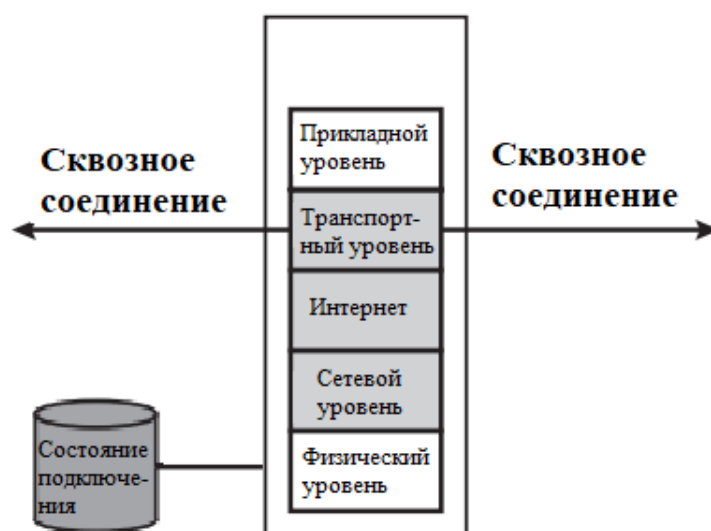 Прикладной
уровень
Сквозное
соединение
Сквозное
соединение
Транспорт-
ный уровень
Интернет
Сетевой
уровень
Состояние
подключе-
ния
Физический
уровень